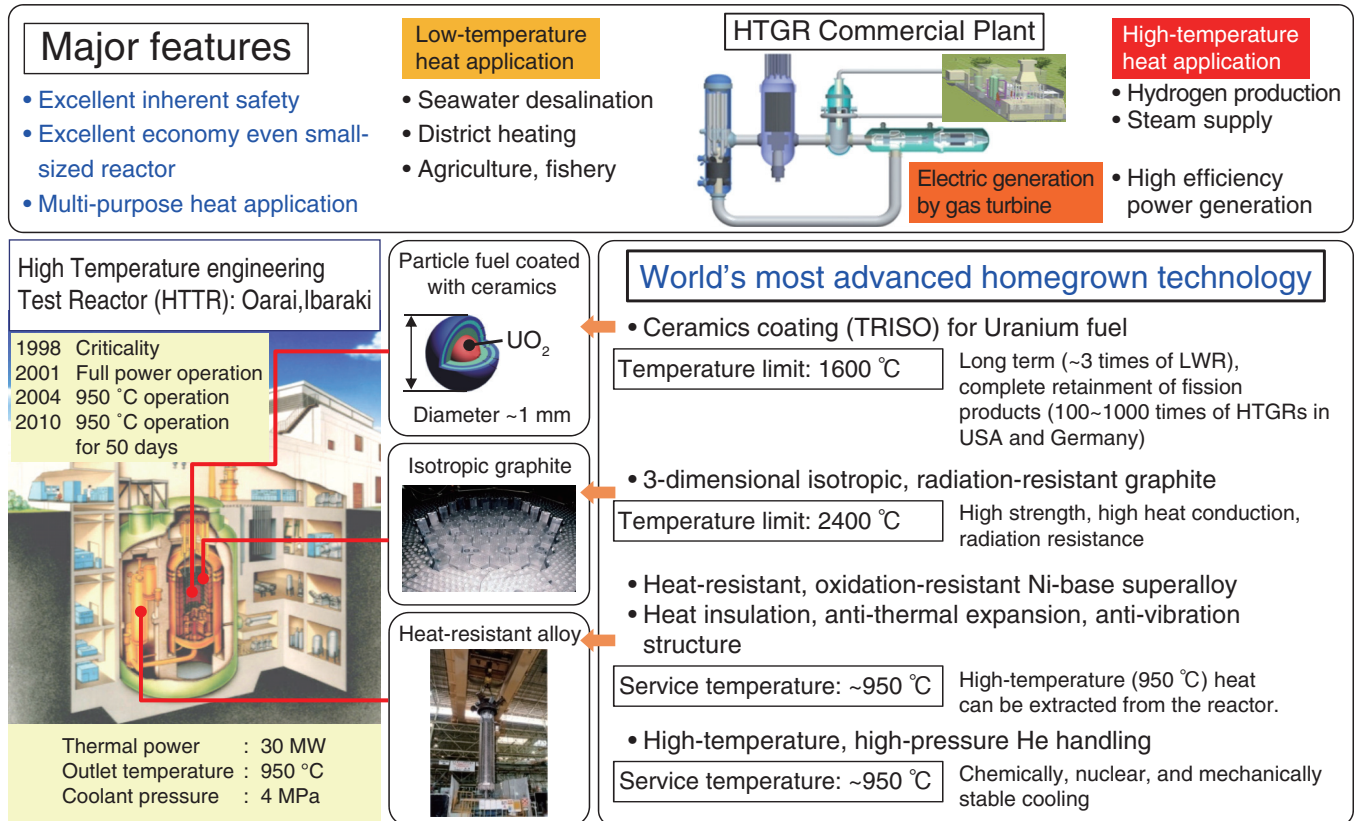 Major features
• Excellent inherent safety
• Excellent economy even small-
sized reactor
• Multi-purpose heat application
Low-temperature
heat application
• Seawater desalination
• District heating
• Agriculture, fishery
HTGR Commercial Plant
Electric generation
by gas turbine
High-temperature
heat application
• Hydrogen production
• Steam supply
• High efficiency
power generation
High Temperature engineering
Test Reactor (HTTR): Oarai,Ibaraki
1998 Criticality
2001 Full power operation
2004 950 ˚C operation
2010 950 ˚C operation
for 50 days
Thermal power : 30 MW
Outlet temperature : 950 °C
Coolant pressure : 4 MPa
Particle fuel coated
with ceramics
UO₂
Diameter ~1 mm
Isotropic graphite
Heat-resistant alloy
World's most advanced homegrown technology
• Ceramics coating (TRISO) for Uranium fuel
Temperature limit: 1600 ℃
Long term (~3 times of LWR),
complete retainment of fission
products (100~1000 times of HTGRs in
USA and Germany)
• 3-dimensional isotropic, radiation-resistant graphite
Temperature limit: 2400 ℃
High strength, high heat conduction,
radiation resistance
• Heat-resistant, oxidation-resistant Ni-base superalloy
• Heat insulation, anti-thermal expansion, anti-vibration
structure
Service temperature: ~950 ℃
High-temperature (950 ℃) heat
can be extracted from the reactor.
• High-temperature, high-pressure He handling
Service temperature: ~950 ℃
Chemically, nuclear, and mechanically
stable cooling